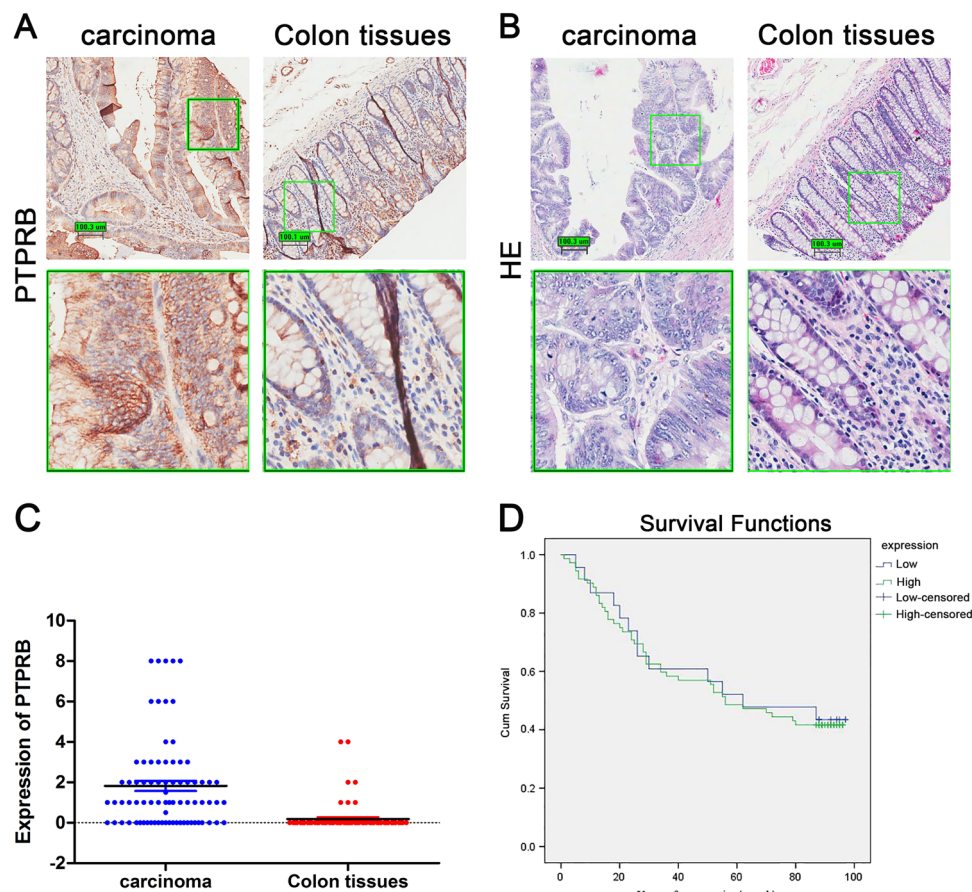 A
carcinoma
Colon tissues
B
carcinoma
Colon tissues
PTPRB
100.3 um
100.1 um
HE
100.3 um
100.3 um
C
10
8
6
4
2
0
-2
Expression of PTPRB
carcinoma
Colon tissues
D
Survival Functions
1.0
0.8
0.6
0.4
0.2
0.0
Cum Survival
0
20
40
60
80
100
expression
Low
High
Low-censored
High-censored